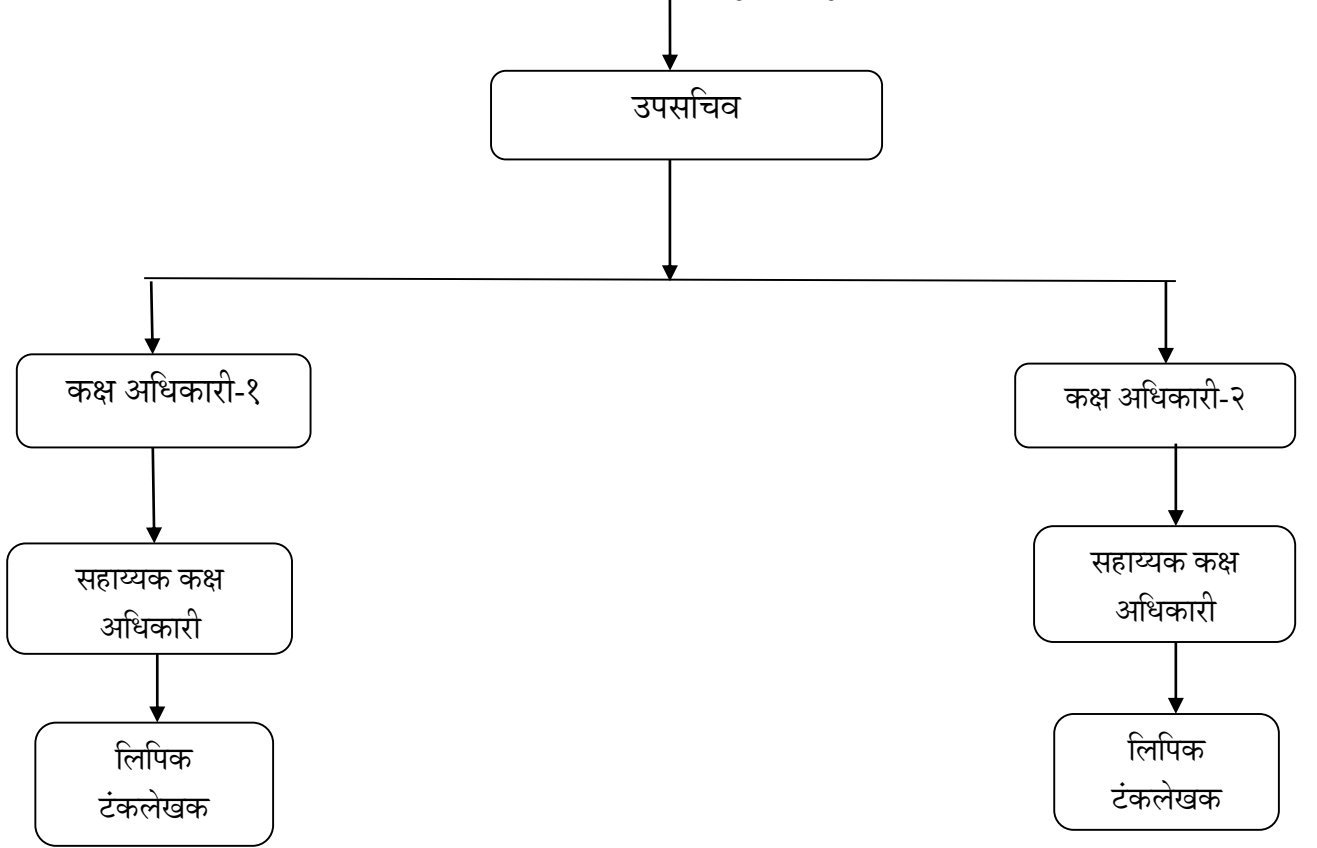 उपसचिव
कक्ष अधिकारी-१
कक्ष अधिकारी-२
सहाय्यक कक्ष
अधिकारी
सहाय्यक कक्ष
अधिकारी
लिपिक
टंकलेखक
लिपिक
टंकलेखक